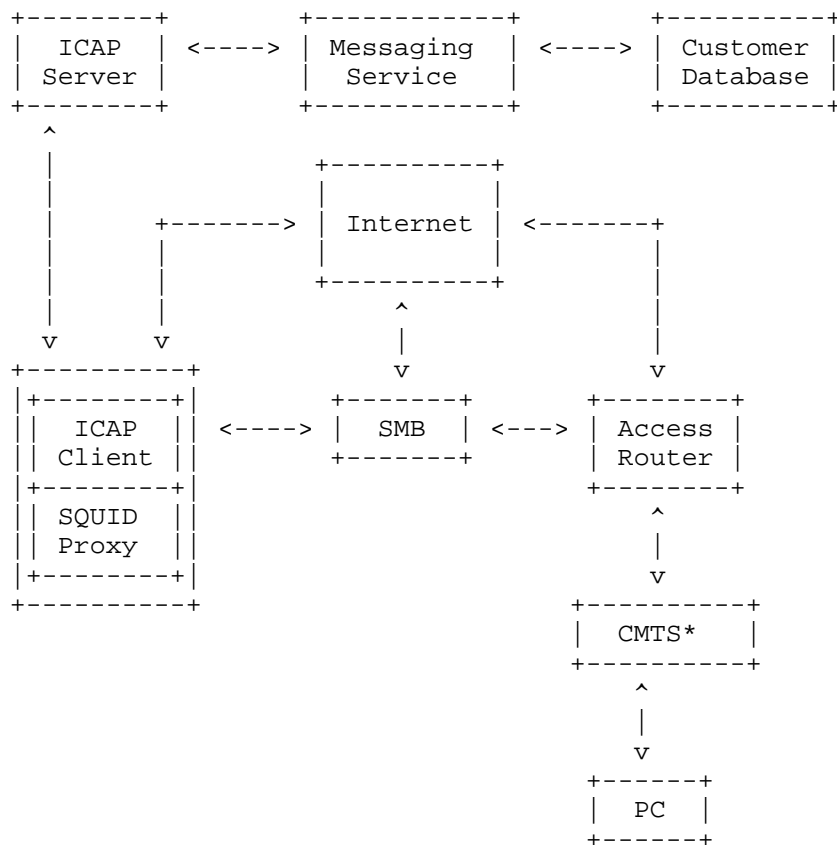 ICAP Server
Messaging Service
Customer Database
Internet
ICAP Client
SMB
Access Router
SQUID Proxy
CMTS*
PC